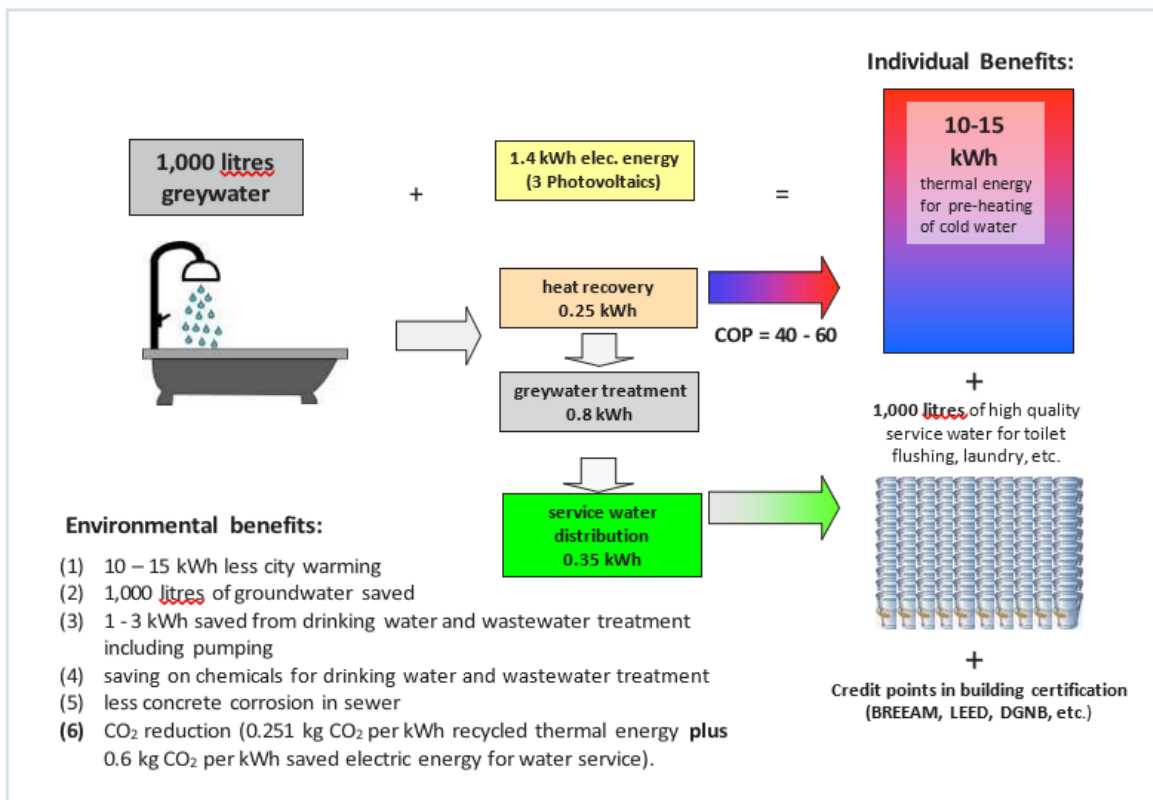 Individual Benefits:
1,000 litres
greywater
+
1.4 kWh elec. energy
(3 Photovoltaics)
=
10-15
kWh
thermal energy
for pre-heating
of cold water
heat recovery
0.25 kWh
COP = 40 - 60
greywater treatment
0.8 kWh
service water
distribution
0.35 kWh
+
1,000 litres of high quality
service water for toilet
flushing, laundry, etc.
+
Credit points in building certification
(BREEAM, LEED, DGNB, etc.)
Environmental benefits:
(1) 10 – 15 kWh less city warming
(2) 1,000 litres of groundwater saved
(3) 1 - 3 kWh saved from drinking water and wastewater treatment
including pumping
(4) saving on chemicals for drinking water and wastewater treatment
(5) less concrete corrosion in sewer
(6) CO₂ reduction (0.251 kg CO₂ per kWh recycled thermal energy plus
0.6 kg CO₂ per kWh saved electric energy for water service).